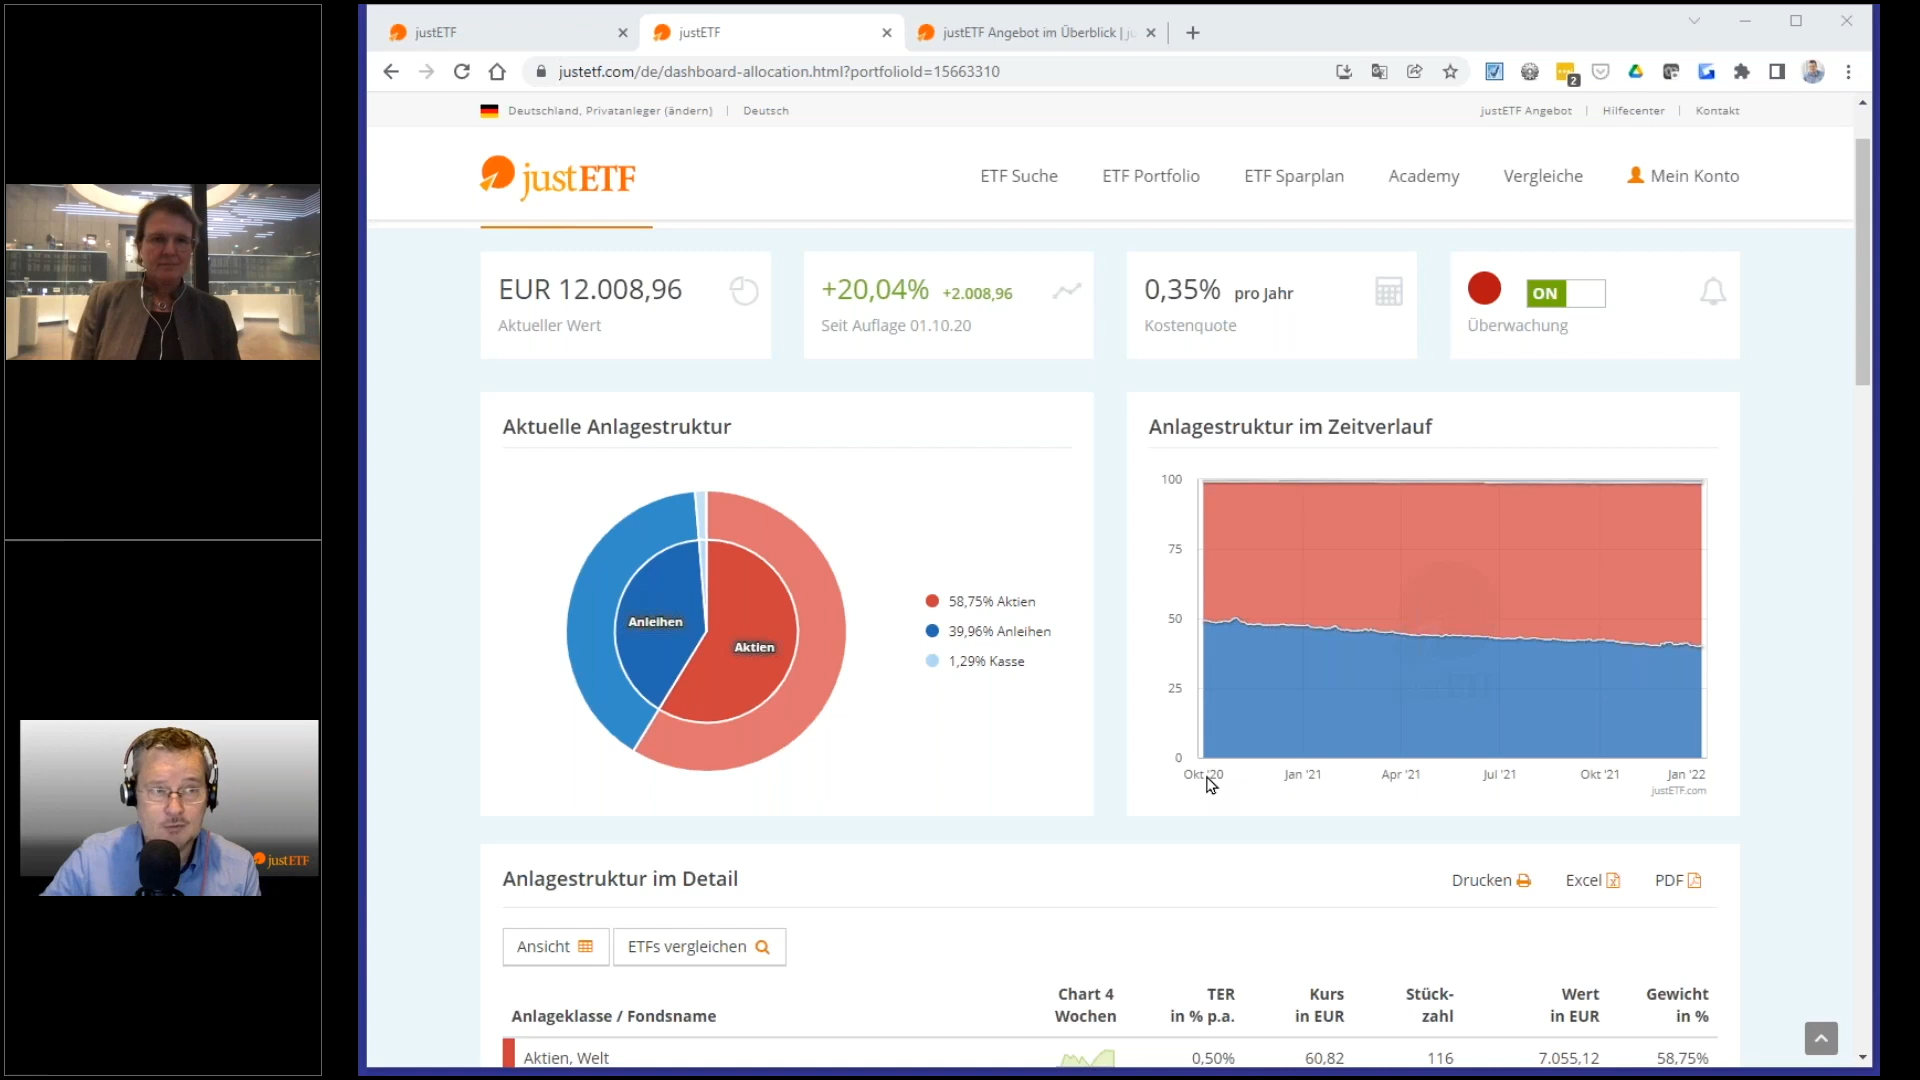 justETF
justETF
justETF Angebot im Überblick | ju
justetf.com/de/dashboard-allocation.html?portfolioId=15663310
2
Deutschland, Privatanleger (ändern) | Deutsch
justETF Angebot | Hilfecenter | Kontakt
justETF
ETF Suche
ETF Portfolio
ETF Sparplan
Academy
Vergleiche
Mein Konto
EUR 12.008,96
Aktueller Wert
+20,04% +2.008,96
Seit Auflage 01.10.20
0,35% pro Jahr
Kostenquote
ON
Überwachung
Aktuelle Anlagestruktur
Anleihen
Aktien
58,75% Aktien
39,96% Anleihen
1,29% Kasse
Anlagestruktur im Zeitverlauf
100
75
50
25
0
Okt '20
Jan '21
Apr '21
Jul '21
Okt '21
Jan '22
justETF.com
justETF
Anlagestruktur im Detail
Drucken
Excel
PDF
Ansicht
ETFs vergleichen
Anlageklasse / Fondsname
Chart 4 Wochen
TER in % p.a.
Kurs in EUR
Stück-zahl
Wert in EUR
Gewicht in %
Aktien, Welt 0,50% 60,82 116 7.055,12 58,75%